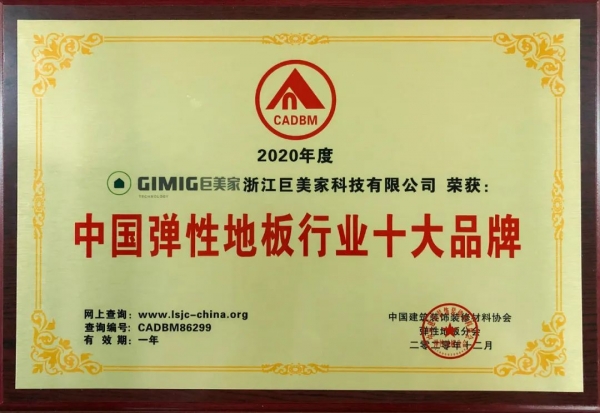 CADBM
2020年度
GIMIG巨美家 浙江巨美家科技有限公司 荣获：
TECHNOLOGY
中国弹性地板行业十大品牌
网上查询：www.lsjc-china.org
查询编号：CADBM86299
有 效 期：一年
中国建筑装饰装修材料协会
弹性地板分会
二零二零年十二月